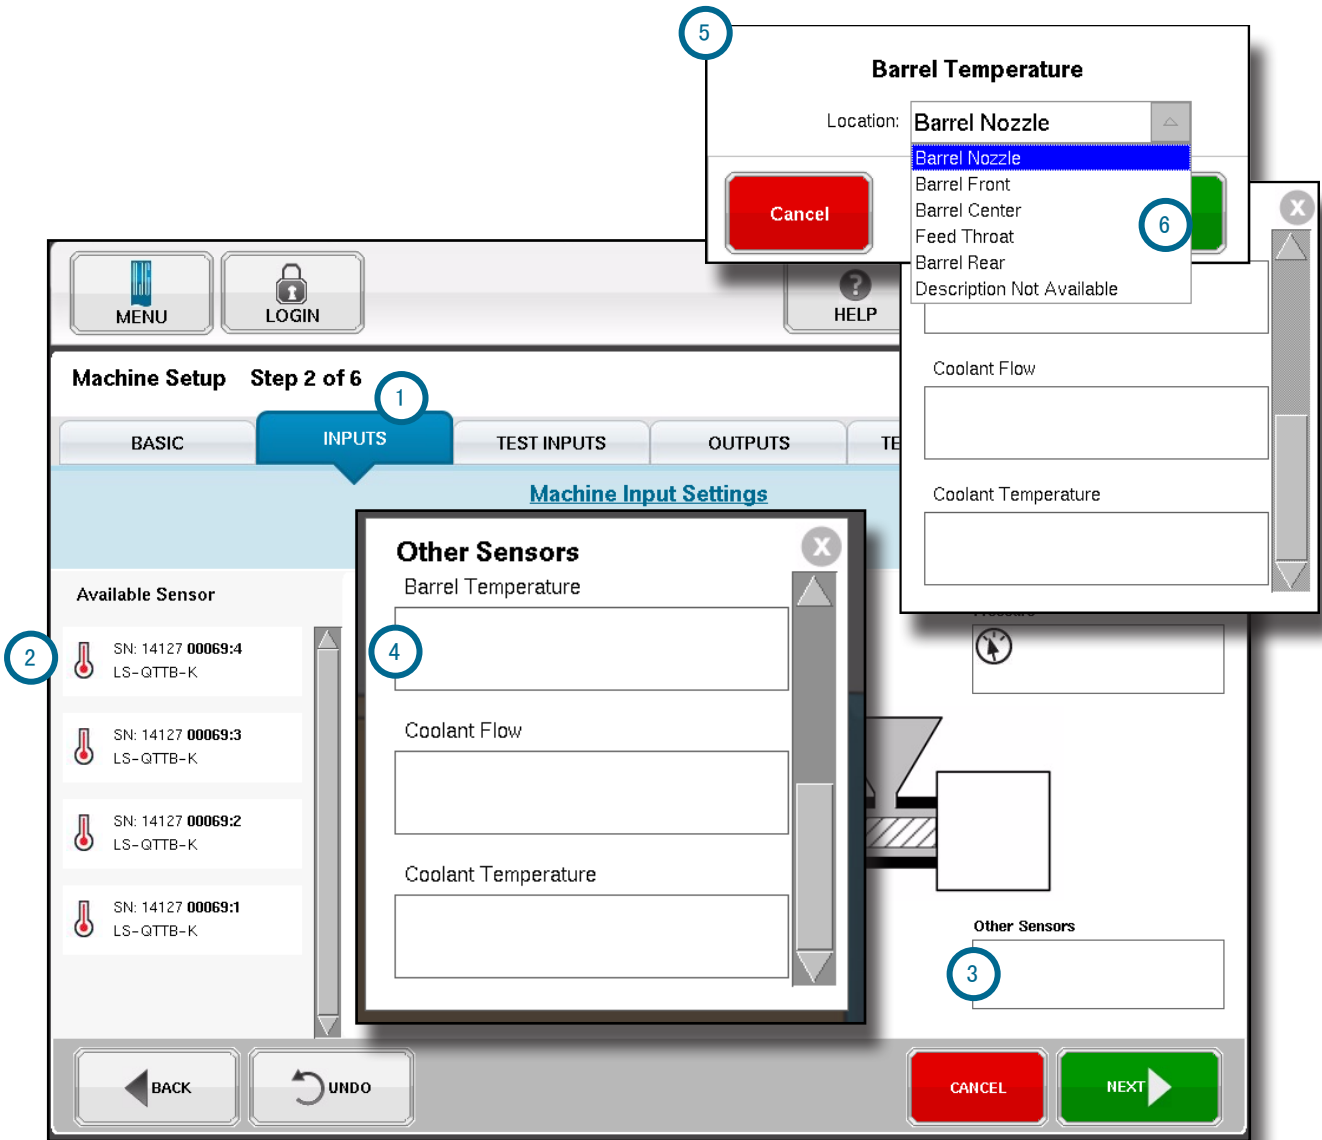 5
Barrel Temperature
Location: Barrel Nozzle
Barrel Nozzle
Barrel Front
Barrel Center
Feed Throat
Barrel Rear
Description Not Available
Cancel
6
X
MENU
LOGIN
HELP
Coolant Flow
Coolant Temperature
Machine Setup Step 2 of 6
1
BASIC
INPUTS
TEST INPUTS
OUTPUTS
TE
Machine Input Settings
Other Sensors
X
Barrel Temperature
4
Coolant Flow
Coolant Temperature
Available Sensor
2
SN: 14127 00069:4
LS-QTTB-K
SN: 14127 00069:3
LS-QTTB-K
SN: 14127 00069:2
LS-QTTB-K
SN: 14127 00069:1
LS-QTTB-K
Other Sensors
3
BACK
UNDO
CANCEL
NEXT